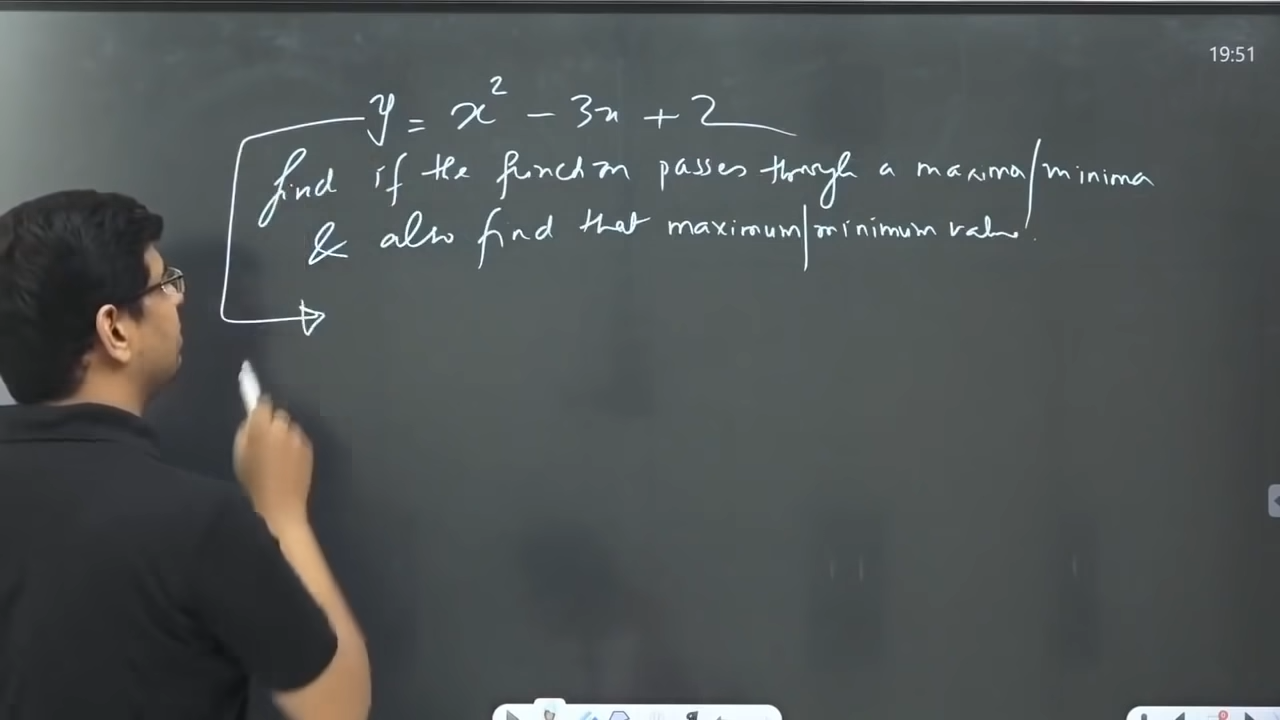 19:51
y = x² - 3x + 2
find if the function passes through a maxima/minima
& also find that maximum/minimum value.